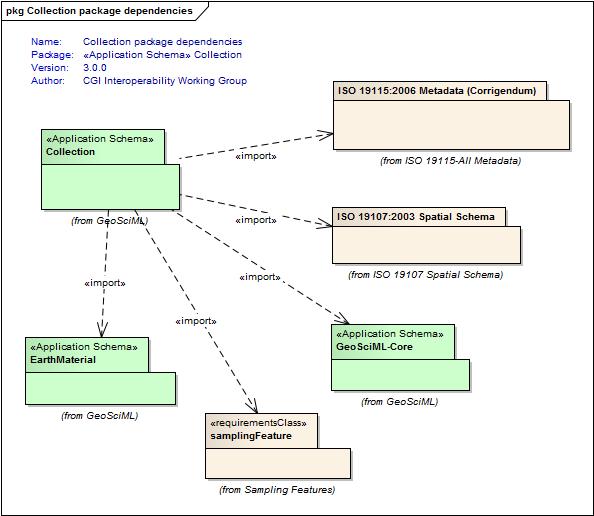 pkg Collection package dependencies
Name: Collection package dependencies
Package: «Application Schema» Collection
Version: 3.0.0
Author: CGI Interoperability Working Group
ISO 19115:2006 Metadata (Corrigendum)
(from ISO 19115-All Metadata)
«Application Schema»
Collection
(from GeoSciML)
«import»
ISO 19107:2003 Spatial Schema
(from ISO 19107 Spatial Schema)
«import»
«import»
«import»
«import»
«Application Schema»
EarthMaterial
(from GeoSciML)
«Application Schema»
GeoSciML-Core
(from GeoSciML)
«requirementsClass»
samplingFeature
(from Sampling Features)